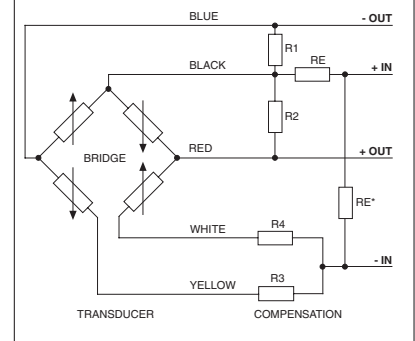 BLUE - OUT
R1
BLACK RE + IN
R2
BRIDGE RED + OUT
RE*
WHITE R4
- IN
YELLOW R3
TRANSDUCER COMPENSATION